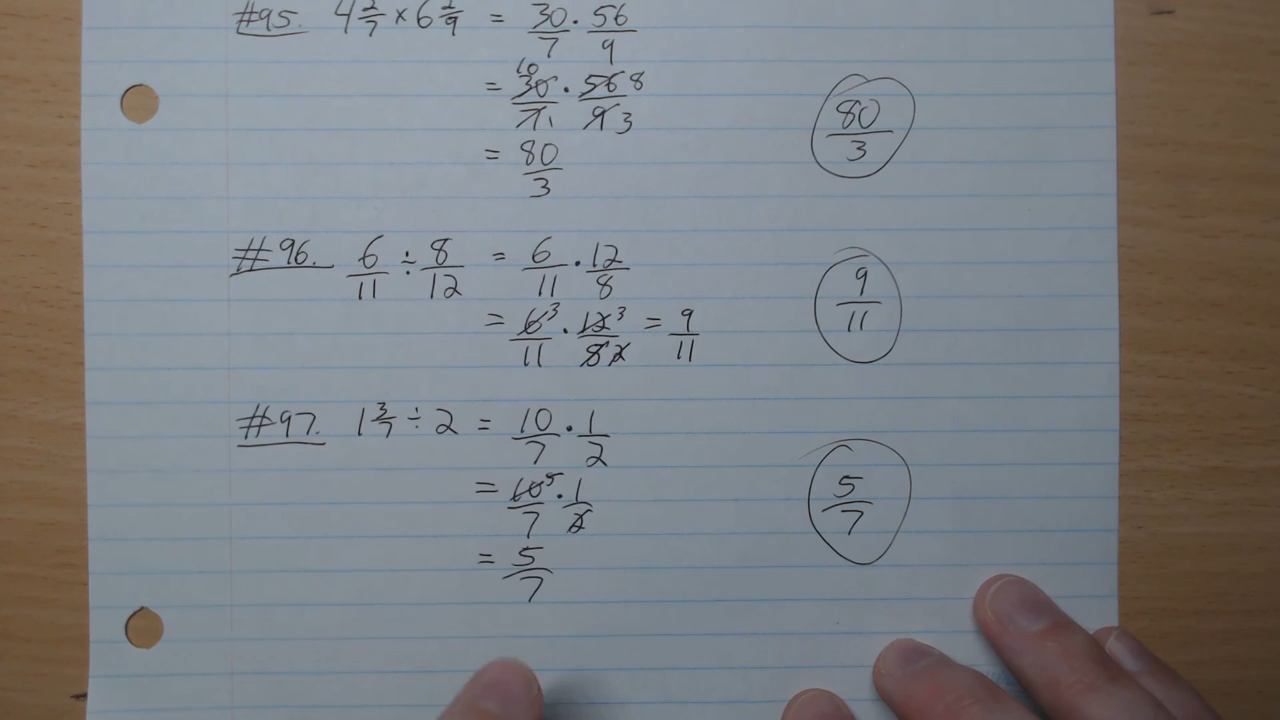 #95. 4 2/7 × 6 2/9 = 30/7 · 56/9
= 30 10/7 1 · 56 8/9 3
80/3
= 80/3
#96. 6/11 ÷ 8/12 = 6/11 · 12/8
= 6 3/11 · 12 3/8 2 = 9/11
9/11
#97. 1 3/7 ÷ 2 = 10/7 · 1/2
= 10 5/7 · 1/2
5/7
= 5/7